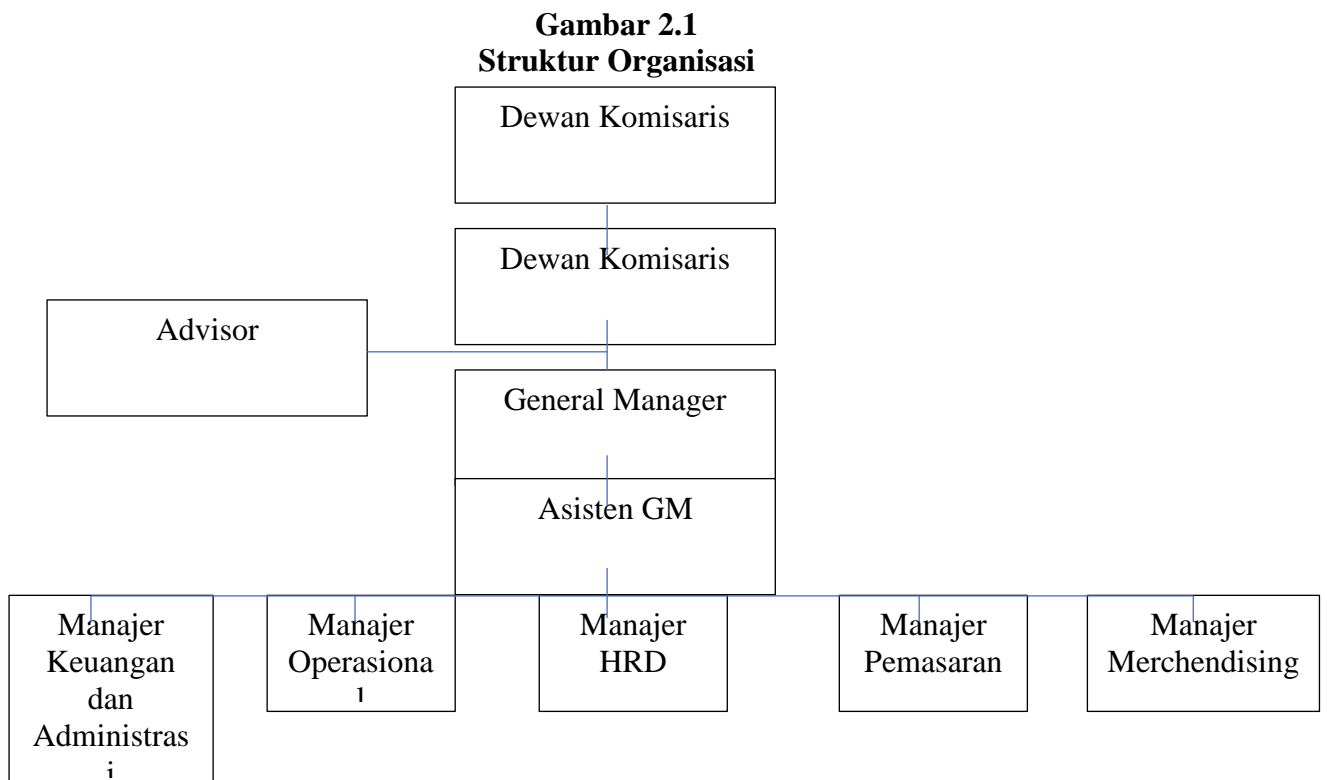 Gambar 2.1
Struktur Organisasi
Dewan Komisaris
Dewan Komisaris
Advisor
General Manager
Asisten GM
Manajer
Keuangan
dan
Administras
i
Manajer
Operasiona
l
Manajer
HRD
Manajer
Pemasaran
Manajer
Merchendising